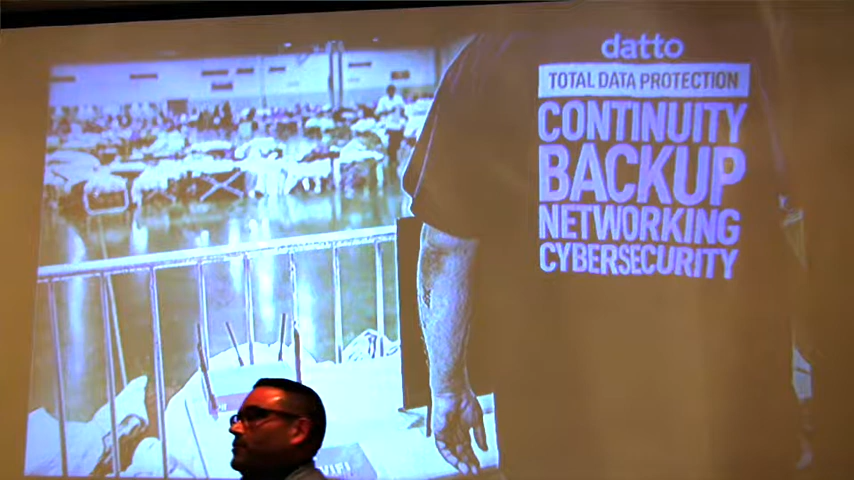 datto
TOTAL DATA PROTECTION
CONTINUITY
BACKUP
NETWORKING
CYBERSECURITY